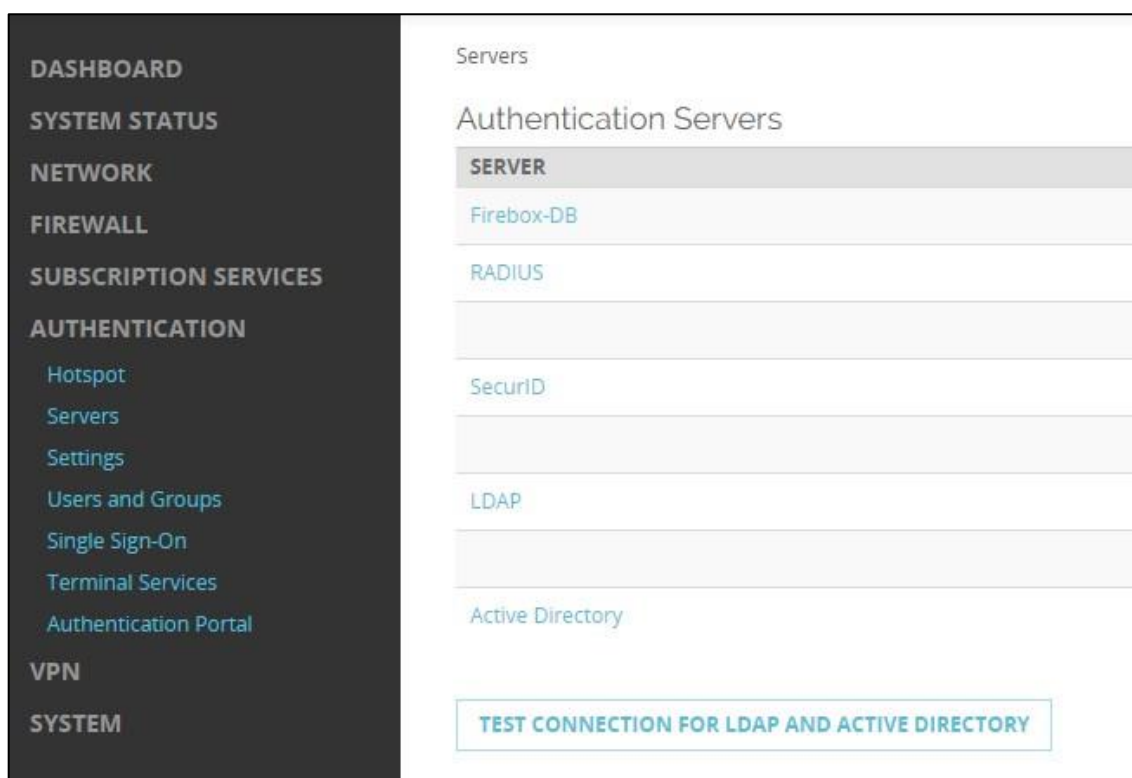 DASHBOARD
SYSTEM STATUS
NETWORK
FIREWALL
SUBSCRIPTION SERVICES
AUTHENTICATION
Hotspot
Servers
Settings
Users and Groups
Single Sign-On
Terminal Services
Authentication Portal
VPN
SYSTEM
Servers
Authentication Servers
SERVER
Firebox-DB
RADIUS
SecurID
LDAP
Active Directory
TEST CONNECTION FOR LDAP AND ACTIVE DIRECTORY